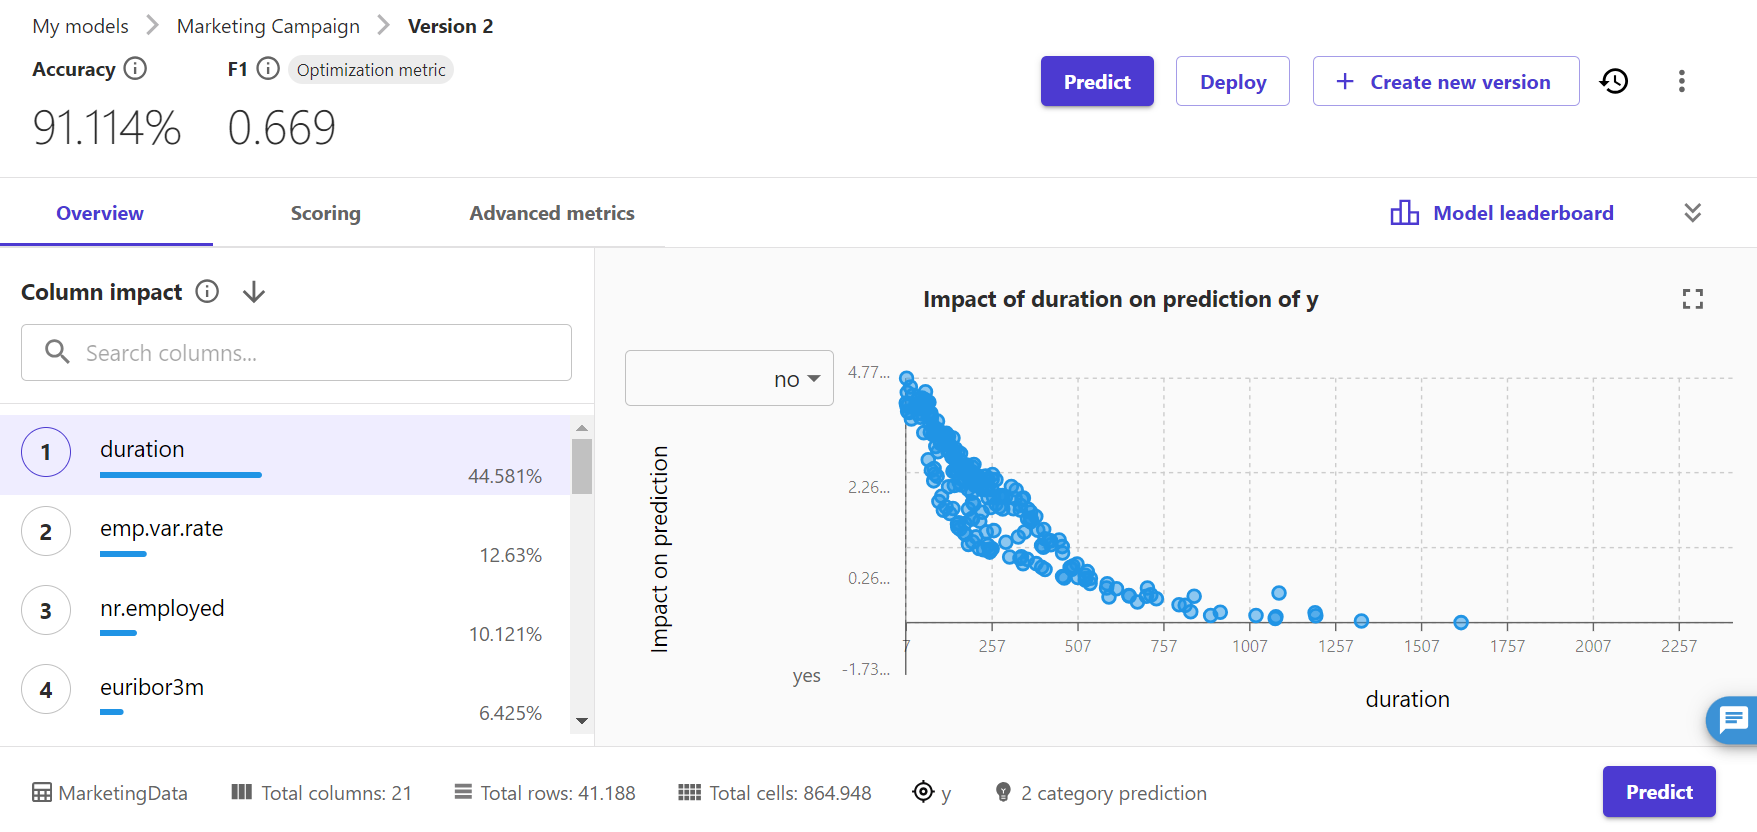 My models
Marketing Campaign
Version 2
Accuracy
F1
Optimization metric
91.114%
0.669
Predict
Deploy
+ Create new version
Overview
Scoring
Advanced metrics
Model leaderboard
Column impact
Search columns...
1
duration
44.581%
2
emp.var.rate
12.63%
3
nr.employed
10.121%
4
euribor3m
6.425%
Impact of duration on prediction of y
no
4.77...
2.26...
0.26...
-1.73...
Impact on prediction
yes
7 257 507 757 1007 1257 1507 1757 2007 2257
duration
MarketingData
Total columns: 21
Total rows: 41.188
Total cells: 864.948
y
2 category prediction
Predict